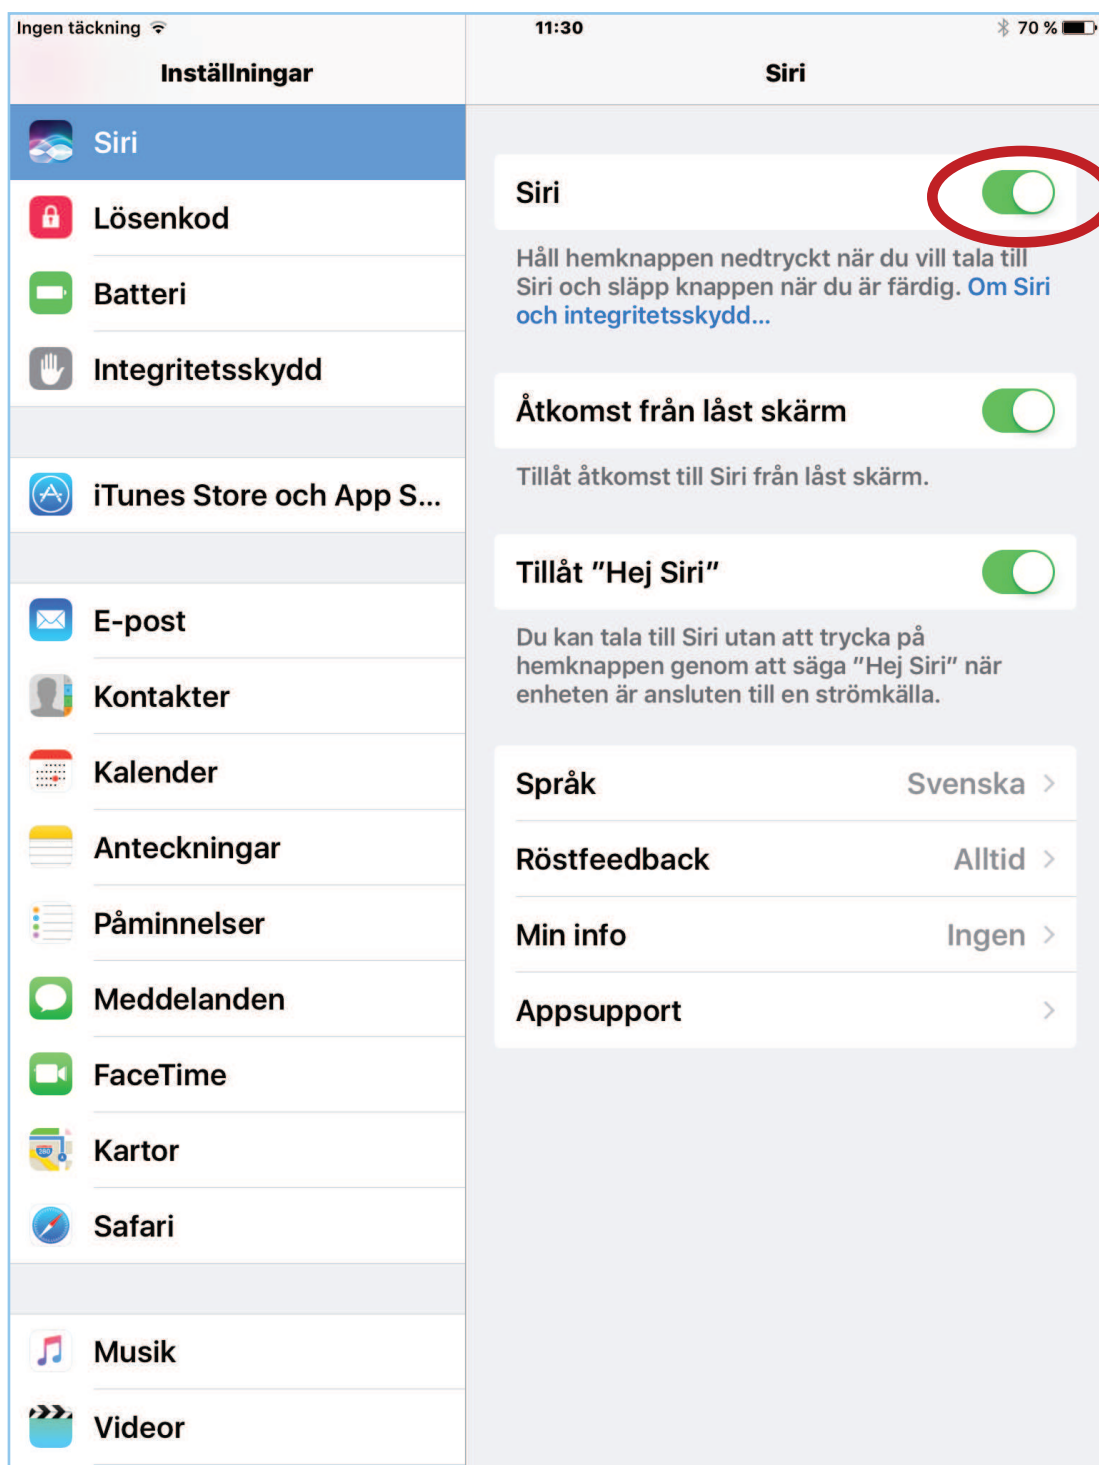 Ingen täckning
11:30
70 %
Inställningar
Siri
Siri
Lösenkod
Batteri
Integritetsskydd
iTunes Store och App S...
E-post
Kontakter
Kalender
Anteckningar
Påminnelser
Meddelanden
FaceTime
Kartor
Safari
Musik
Videor
Siri
Håll hemknappen nedtryckt när du vill tala till
Siri och släpp knappen när du är färdig. Om Siri
och integritetsskydd...
Åtkomst från låst skärm
Tillåt åtkomst till Siri från låst skärm.
Tillåt "Hej Siri"
Du kan tala till Siri utan att trycka på
hemknappen genom att säga "Hej Siri" när
enheten är ansluten till en strömkälla.
Språk Svenska
Röstfeedback Alltid
Min info Ingen
Appsupport